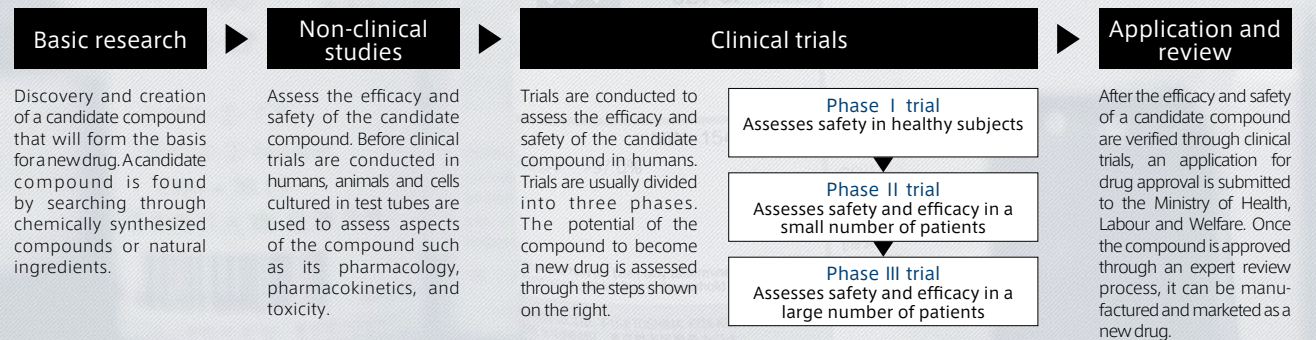 Basic research
Discovery and creation
of a candidate compound
that will form the basis
for a new drug. A candidate
compound is found
by searching through
chemically synthesized
compounds or natural
ingredients.
Non-clinical
studies
Assess the efficacy and
safety of the candidate
compound. Before clinical
trials are conducted in
humans, animals and cells
cultured in test tubes are
used to assess aspects
of the compound such
as its pharmacology,
pharmacokinetics, and
toxicity.
Clinical trials
Trials are conducted to
assess the efficacy and
safety of the candidate
compound in humans.
Trials are usually divided
into three phases.
The potential of the
compound to become
a new drug is assessed
through the steps shown
on the right.
Phase I trial
Assesses safety in healthy subjects
Phase II trial
Assesses safety and efficacy in a
small number of patients
Phase III trial
Assesses safety and efficacy in a
large number of patients
Application and
review
After the efficacy and safety
of a candidate compound
are verified through clinical
trials, an application for
drug approval is submitted
to the Ministry of Health,
Labour and Welfare. Once
the compound is approved
through an expert review
process, it can be manu-
factured and marketed as a
new drug.